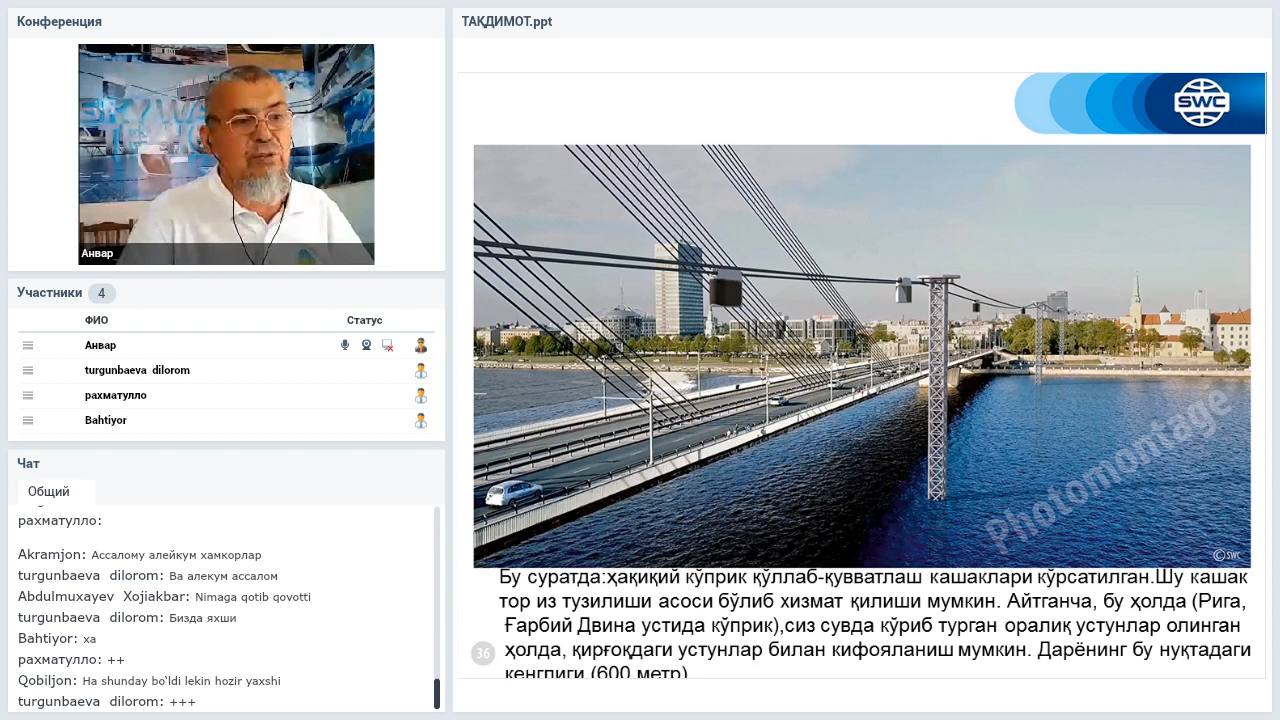 Конференция
SKYWA
Анвар
Участники 4
ФИО Статус
Анвар
turgunbaeva dilorom
рахматулло
Bahtiyor
Чат
Общий
рахматулло:
Akramjon: Ассалому алейкум хамкорлар
turgunbaeva dilorom: Ва алекум ассалом
Abdulmuxayev Xojiakbar: Nimaga qotib qovotti
turgunbaeva dilorom: Бизда яхши
Bahtiyor: ха
рахматулло: ++
Qobiljon: Ha shunday bo'ldi lekin hozir yaxshi
turgunbaeva dilorom: +++
ТАҚДИМОТ.ppt
SWC
Photomontage
© SWC
Бу суратда:ҳақиқий кўприк қўллаб-қувватлаш кашаклари кўрсатилган.Шу кашак
тор из тузилиши асоси бўлиб хизмат қилиши мумкин. Айтганча, бу ҳолда (Рига,
Ғарбий Двина устида кўприк),сиз сувда кўриб турган оралиқ устунлар олинган
ҳолда, қирғоқдаги устунлар билан кифояланиш мумкин. Дарёнинг бу нуқтадаги
кенглиги (600 метр)
36